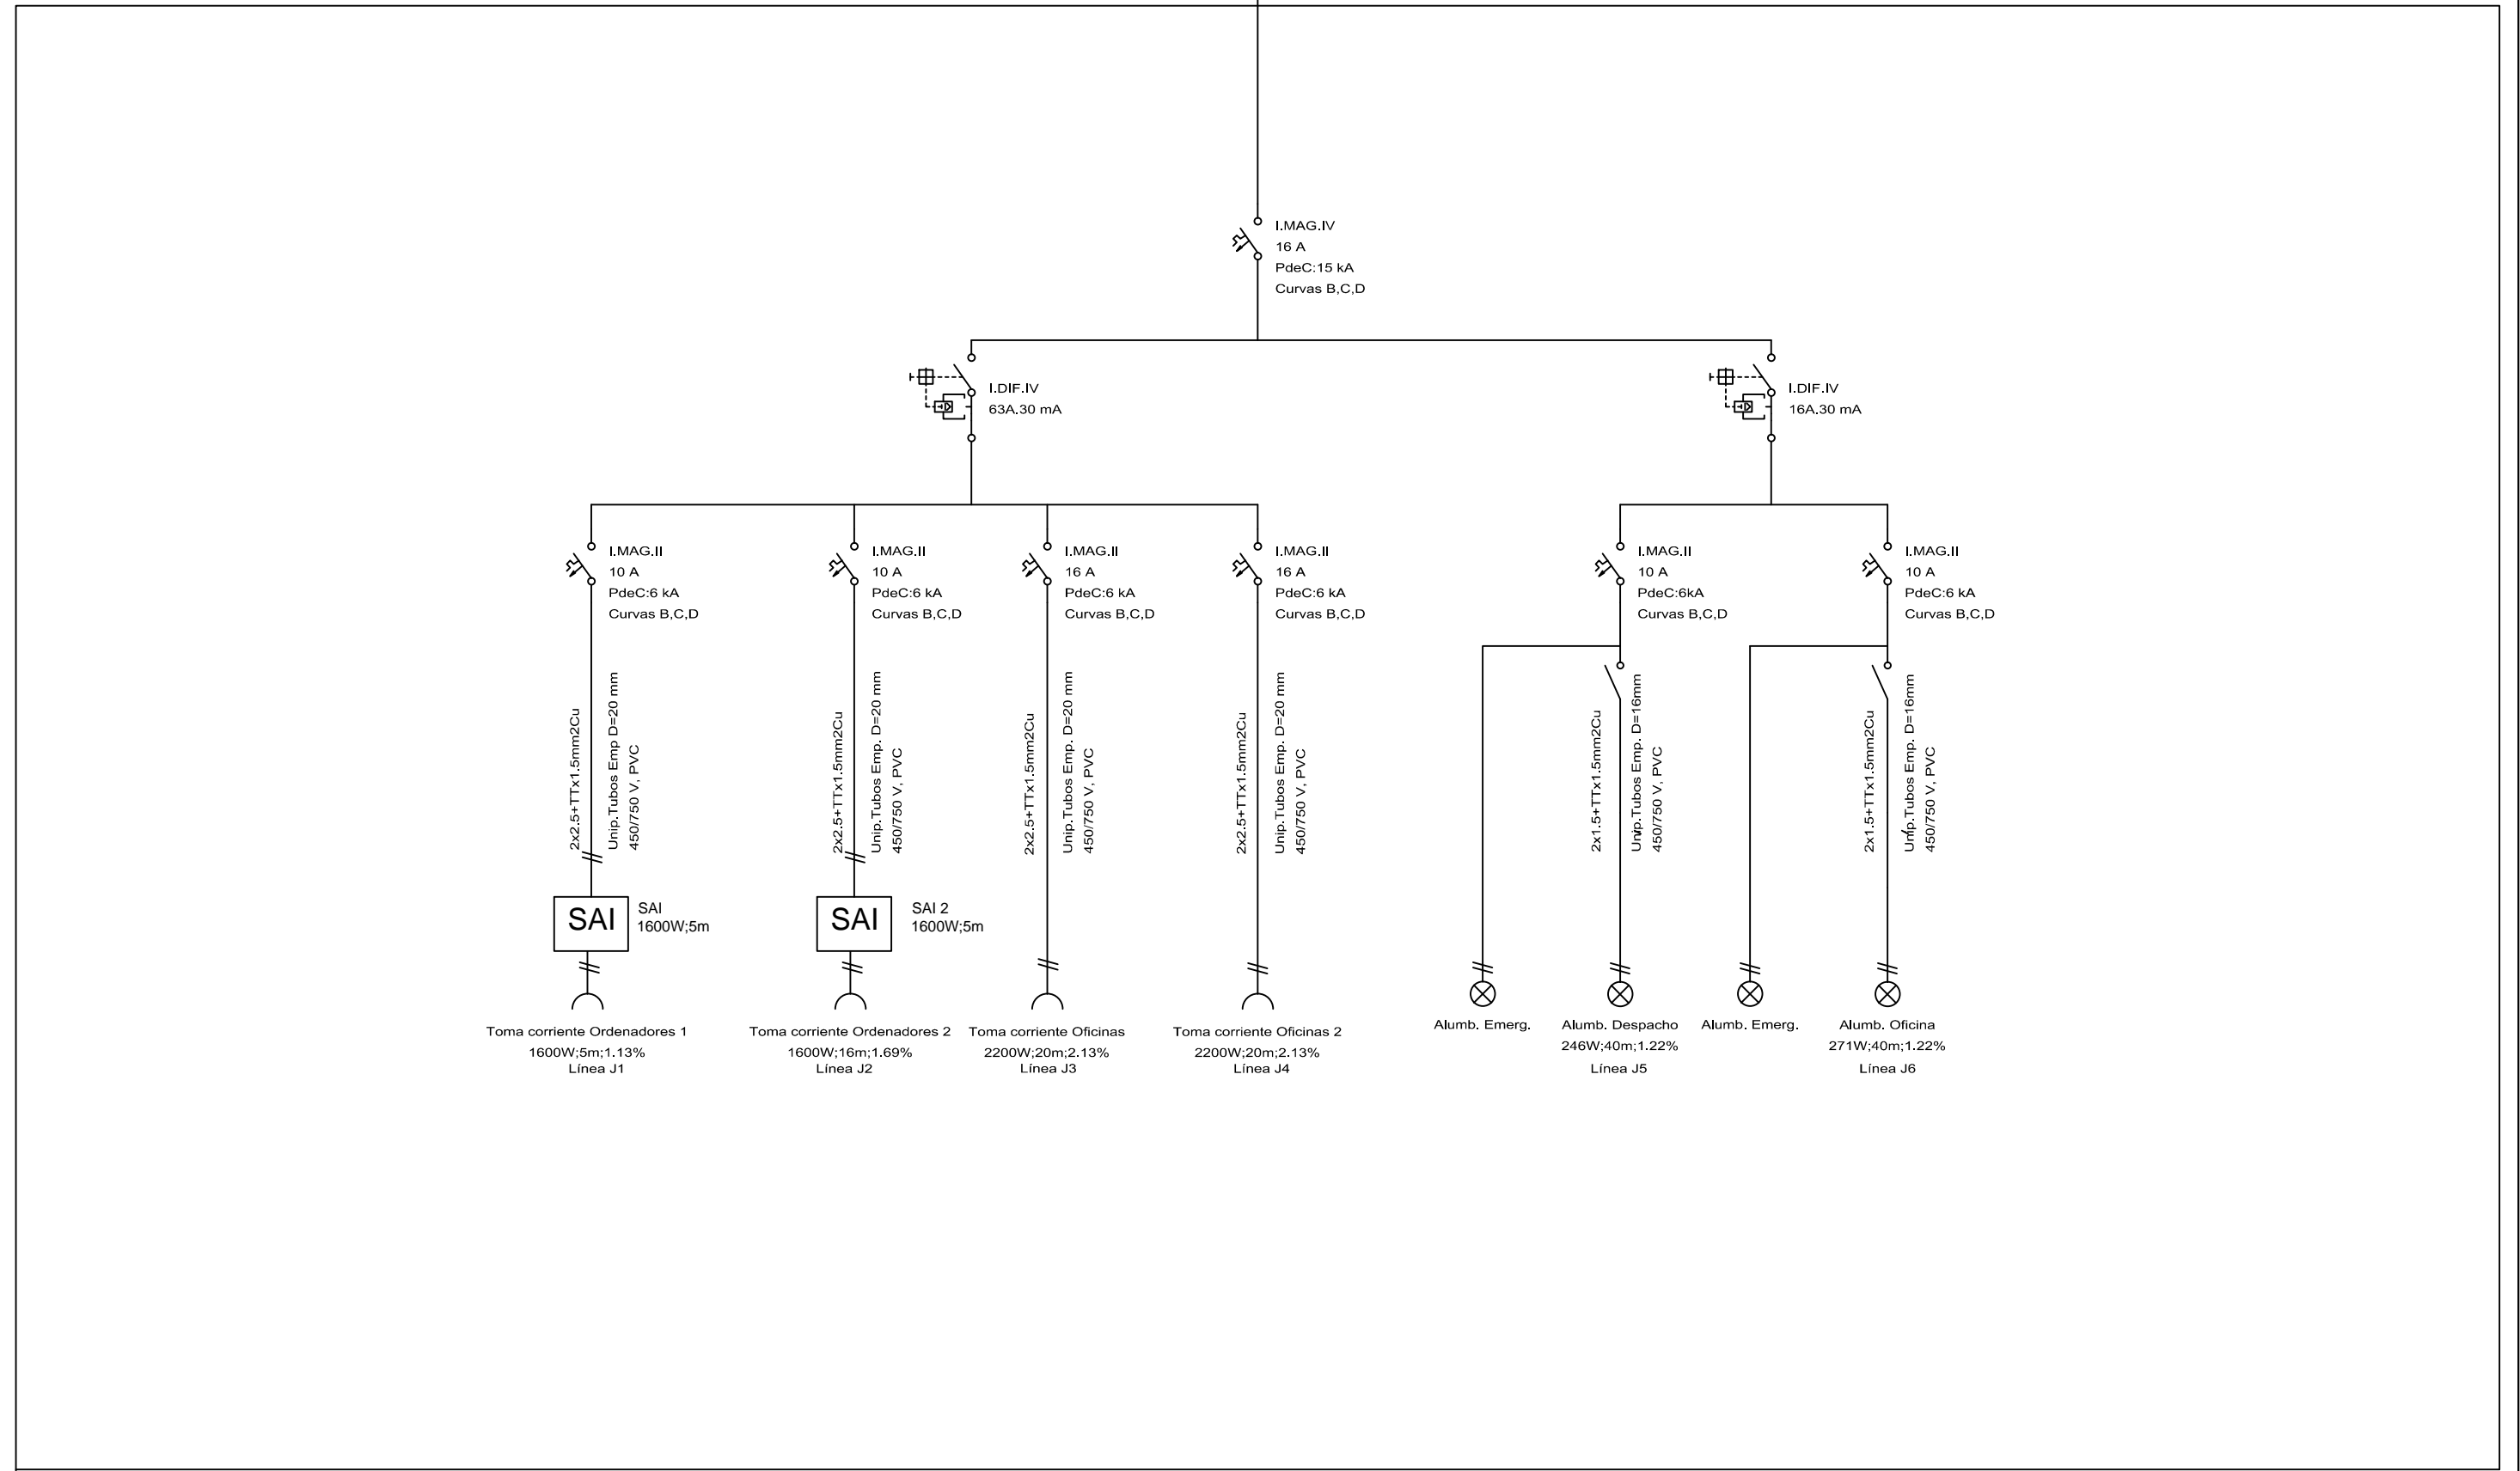 I.MAG.IV
16 A
PdeC:15 kA
Curvas B,C,D
I.DIF.IV
63A.30 mA
I.DIF.IV
16A.30 mA
I.MAG.II
10 A
PdeC:6 kA
Curvas B,C,D
I.MAG.II
10 A
PdeC:6 kA
Curvas B,C,D
I.MAG.II
16 A
PdeC:6 kA
Curvas B,C,D
I.MAG.II
16 A
PdeC:6 kA
Curvas B,C,D
I.MAG.II
10 A
PdeC:6kA
Curvas B,C,D
I.MAG.II
10 A
PdeC:6 kA
Curvas B,C,D
2x2.5+TTx1.5mm2Cu
Unip.Tubos Emp D=20 mm
450/750 V, PVC
2x2.5+TTx1.5mm2Cu
Unip.Tubos Emp. D=20 mm
450/750 V, PVC
2x2.5+TTx1.5mm2Cu
Unip.Tubos Emp. D=20 mm
450/750 V, PVC
2x2.5+TTx1.5mm2Cu
Unip.Tubos Emp. D=20 mm
450/750 V, PVC
2x1.5+TTx1.5mm2Cu
Unip.Tubos Emp. D=16mm
450/750 V, PVC
2x1.5+TTx1.5mm2Cu
Unip.Tubos Emp. D=16mm
450/750 V, PVC
SAI
SAI
1600W;5m
SAI
SAI 2
1600W;5m
Toma corriente Ordenadores 1
1600W;5m;1.13%
Línea J1
Toma corriente Ordenadores 2
1600W;16m;1.69%
Línea J2
Toma corriente Oficinas
2200W;20m;2.13%
Línea J3
Toma corriente Oficinas 2
2200W;20m;2.13%
Línea J4
Alumb. Emerg.
Alumb. Despacho
246W;40m;1.22%
Línea J5
Alumb. Emerg.
Alumb. Oficina
271W;40m;1.22%
Línea J6